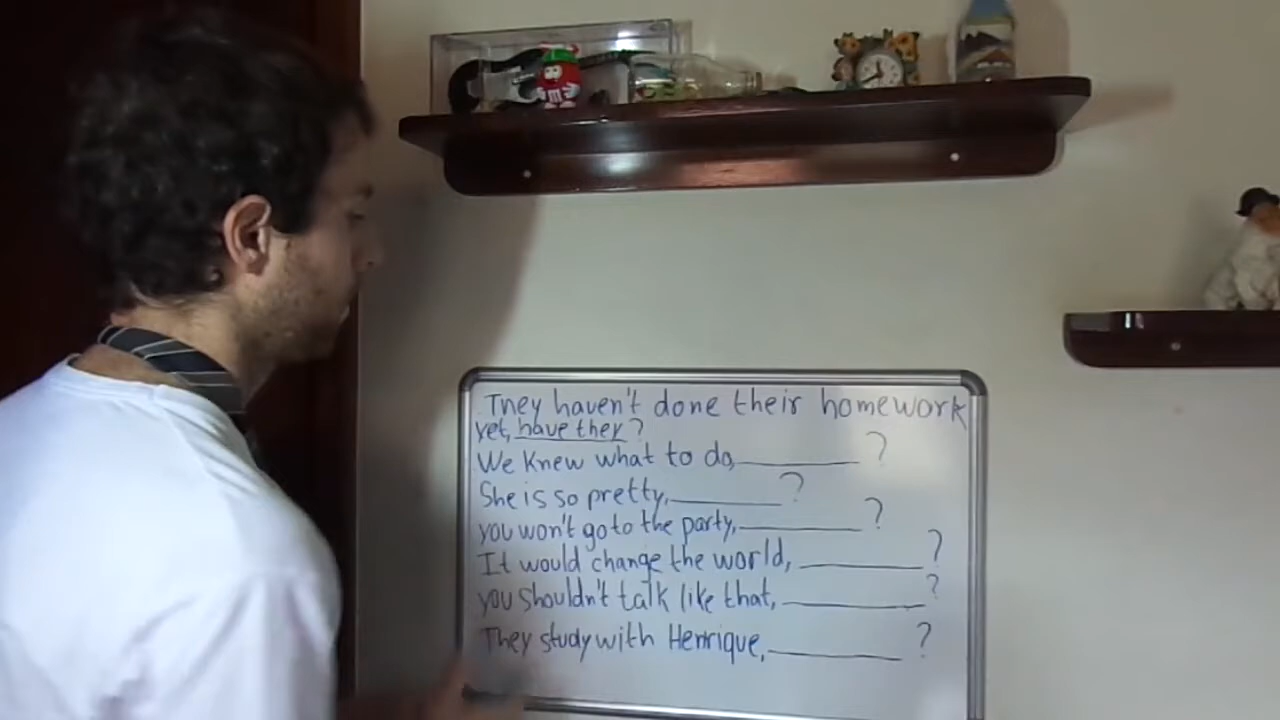 They haven't done their homework
yet, have they?
We knew what to do, ________ ?
She is so pretty, ________ ?
you won't go to the party, ________ ?
It would change the world, ________ ?
you shouldn't talk like that, ________ ?
They study with Henrique, ________ ?
m